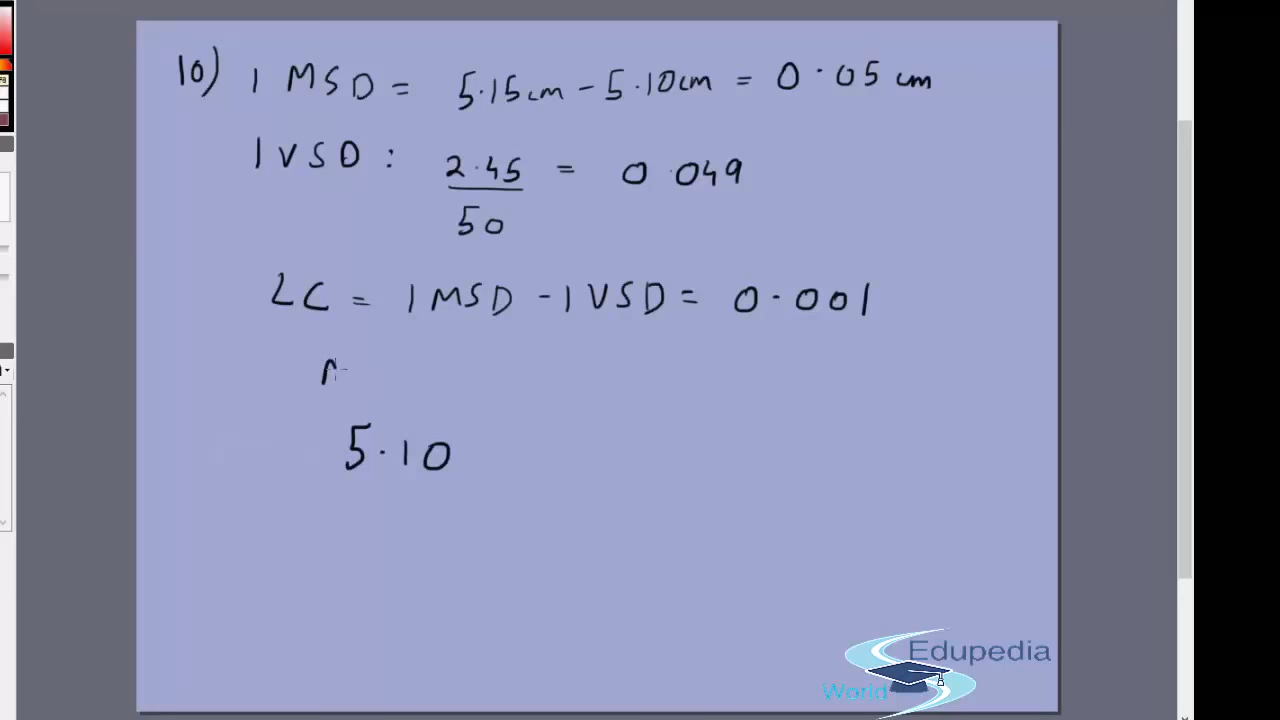 10) 1 MSD = 5.15cm - 5.10cm = 0.05 cm
1 VSD : 2.45 = 0.049
50
LC = 1 MSD - 1 VSD = 0.001
5.10
Edupedia
World